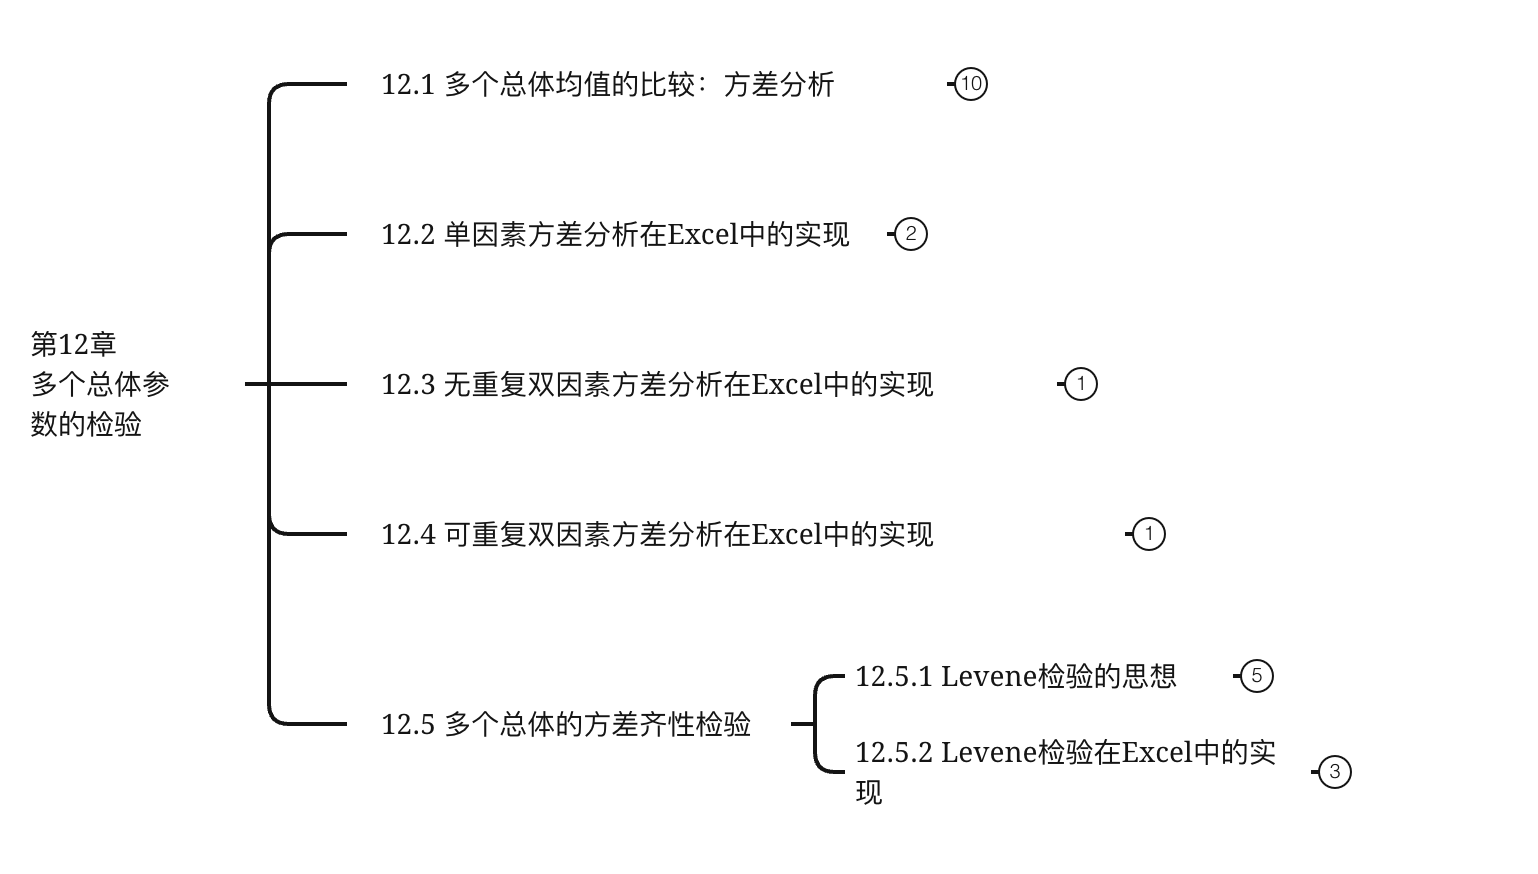 12.1 多个总体均值的比较：方差分析
10
12.2 单因素方差分析在Excel中的实现
2
第12章
多个总体参
数的检验
12.3 无重复双因素方差分析在Excel中的实现
1
12.4 可重复双因素方差分析在Excel中的实现
1
12.5 多个总体的方差齐性检验
12.5.1 Levene检验的思想
5
12.5.2 Levene检验在Excel中的实
现
3